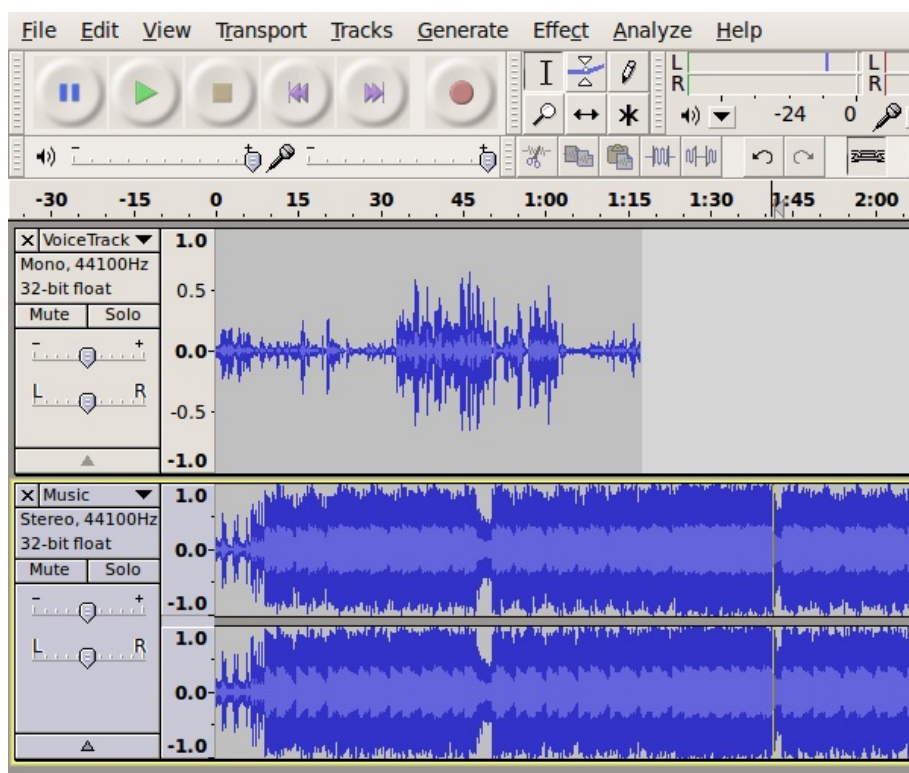 File Edit View Transport Tracks Generate Effect Analyze Help
L L
R R
-24 0
-30 -15 0 15 30 45 1:00 1:15 1:30 1:45 2:00
VoiceTrack
Mono, 44100Hz
32-bit float
Mute Solo
- +
L R
1.0
0.5
0.0
-0.5
-1.0
Music
Stereo, 44100Hz
32-bit float
Mute Solo
- +
L R
1.0
0.0
-1.0
1.0
0.0
-1.0